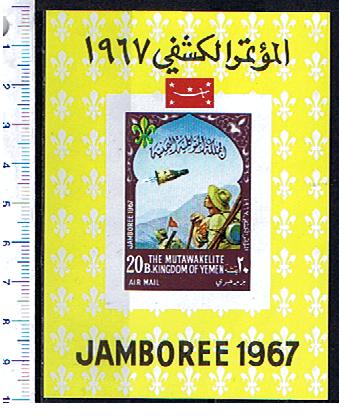 المؤتمر الكشفي ١٩٦٧
المملكة المتوكلية اليمنية
JAMBOREE 1967
20 B. THE MUTAWAKELITE KINGDOM OF YEMEN ٢٠ بقشة
AIR MAIL بريد جوي
JAMBOREE 1967